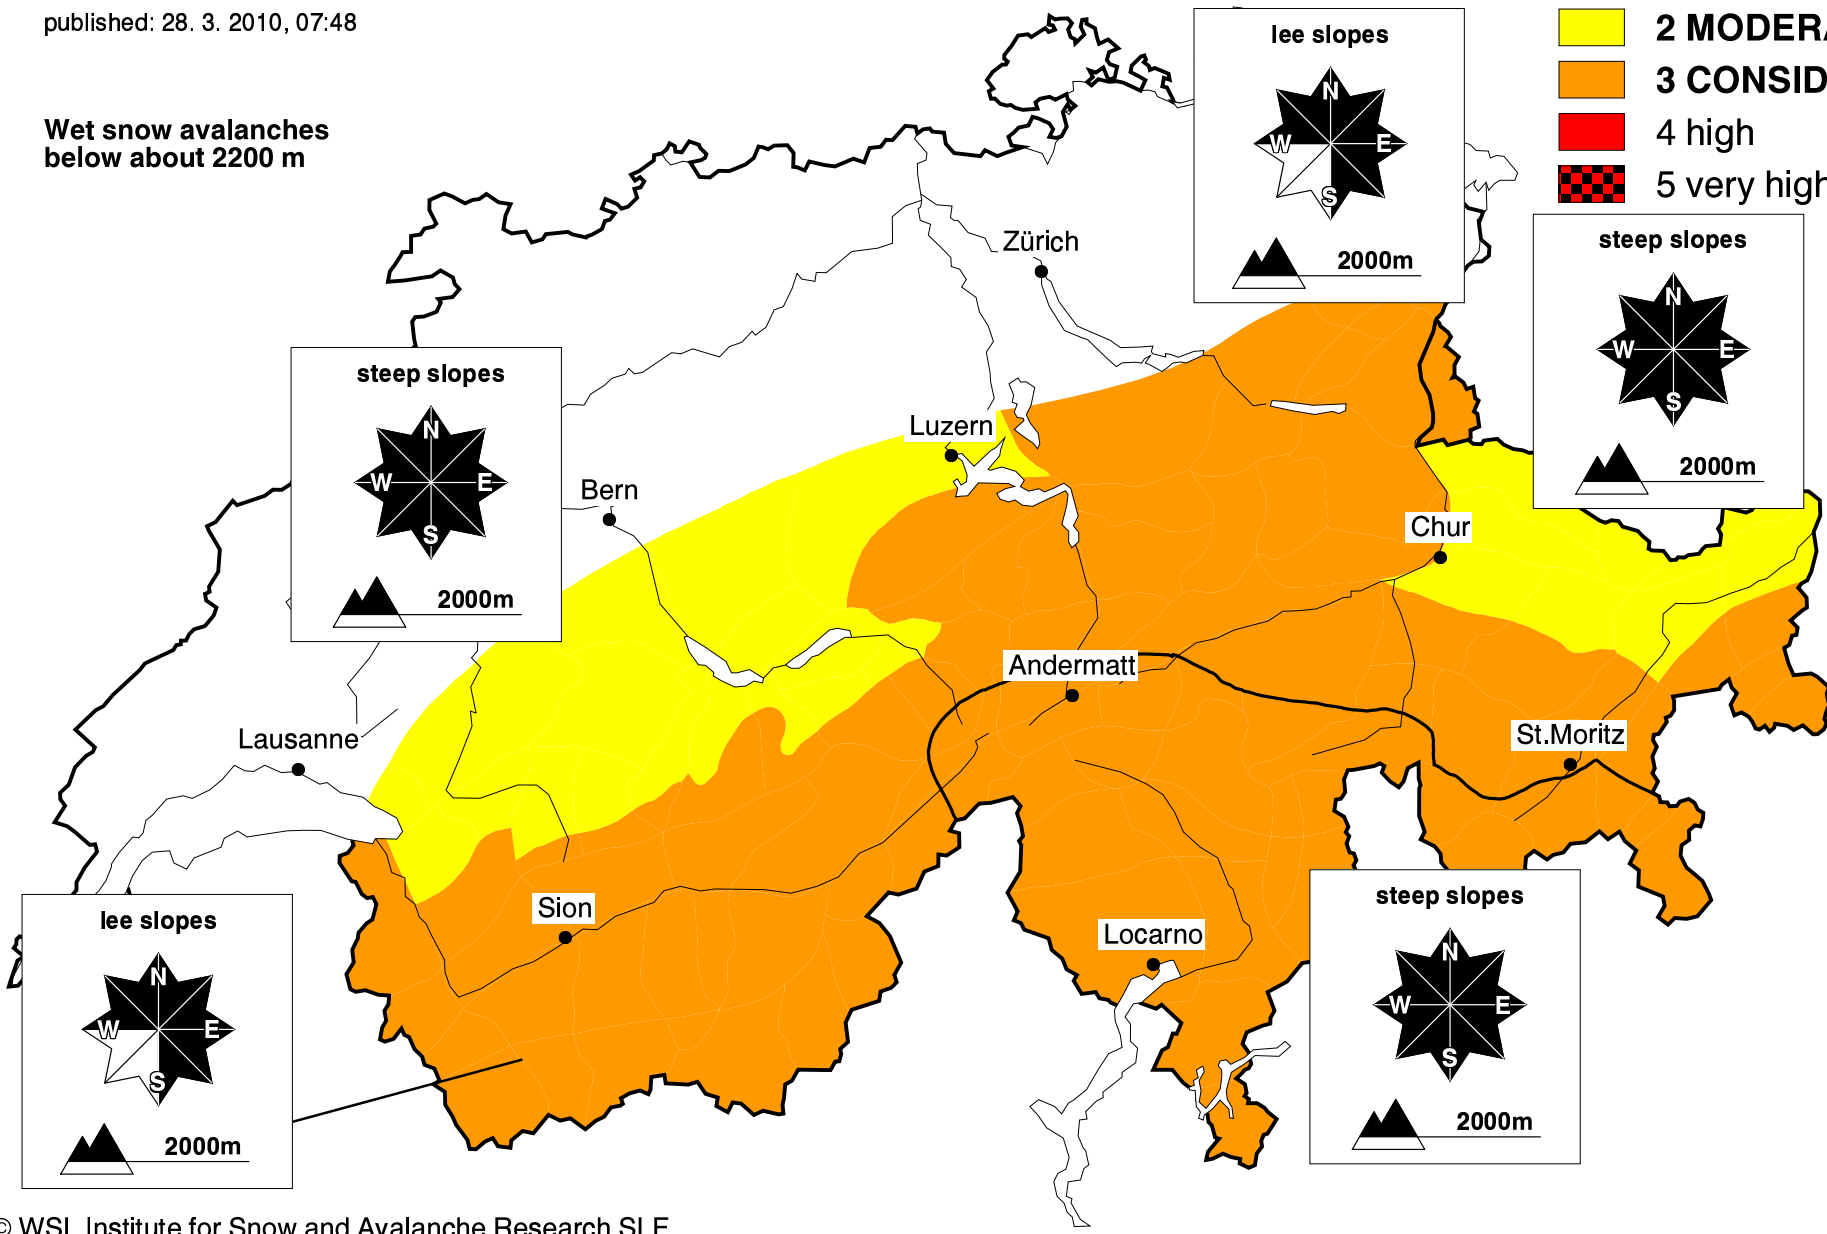 published: 28. 3. 2010, 07:48
Wet snow avalanches
below about 2200 m
2 MODERA
3 CONSID
4 high
5 very high
lee slopes
N
W E
S
2000m
steep slopes
N
W E
S
2000m
steep slopes
N
W E
S
2000m
Zürich
Luzern
Bern
Chur
Andermatt
Lausanne
St.Moritz
Sion
Locarno
lee slopes
N
W E
S
2000m
steep slopes
N
W E
S
2000m
© WSL Institute for Snow and Avalanche Research SLF